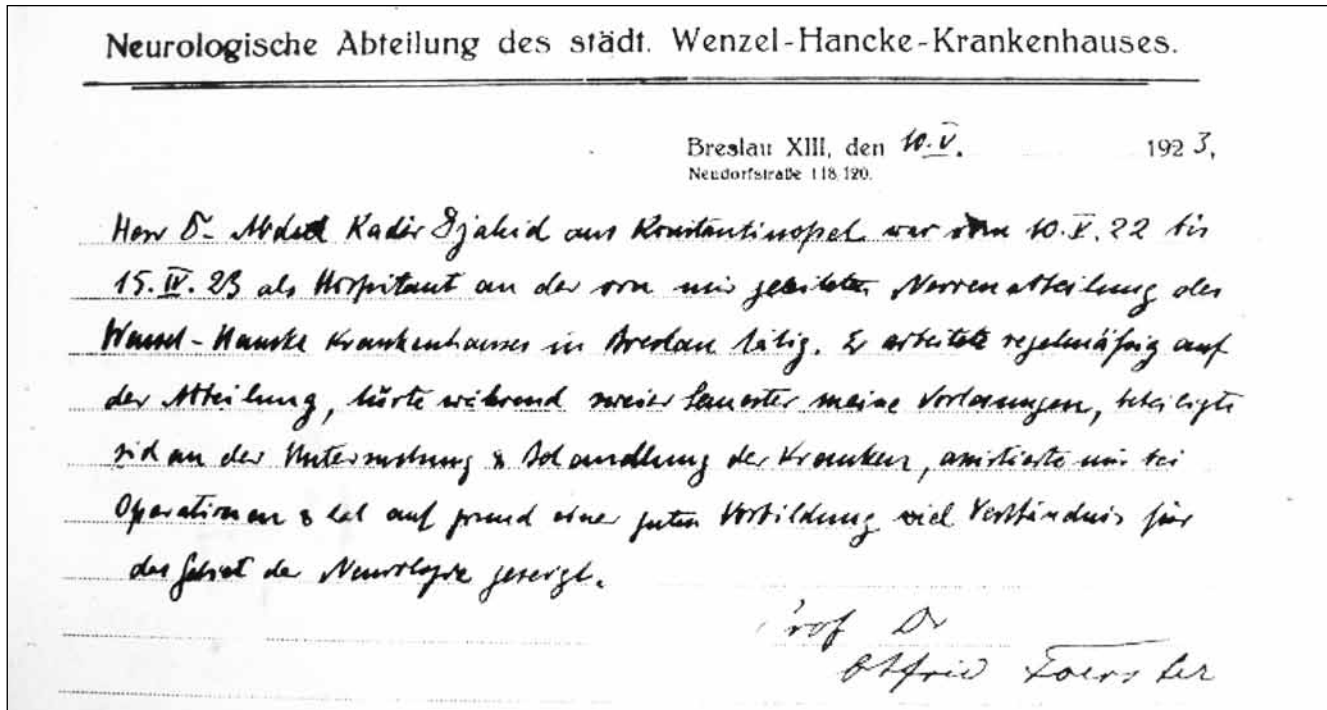 Neurologische Abteilung des städt. Wenzel-Hancke-Krankenhauses.
Breslau XIII, den 10.V. 1923,
Neudorfstraße 118/120.
Herr Dr. Abdul Kadir Djahid aus Konstantinopel war vom 10.V.22 bis
15.IV.23 als Hospitant an der von mir geleiteten Nervenabteilung des
Wenzel-Hancke Krankenhauses in Breslau tätig. Er arbeitete regelmäßig auf
der Abteilung, hörte während zweier Semester meine Vorlesungen, beteiligte
sich an der Untersuchung & Behandlung der Kranken, assistierte mir bei
Operationen & hat auf grund einer guten Vorbildung viel Verständnis für
das Gebiet der Neurologie gezeigt.
Prof Dr
Otfrid Foerster